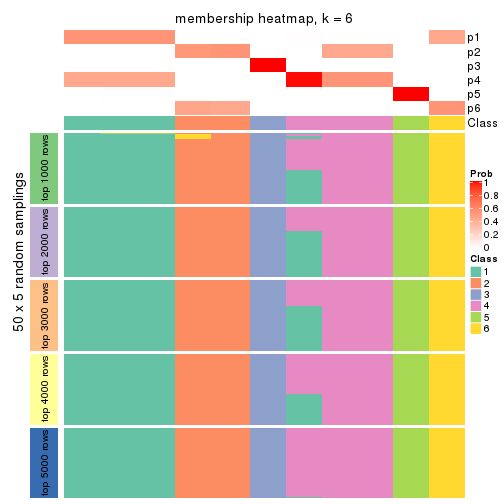 membership heatmap, k = 6
p1
p2
p3
p4
p5
p6
Class
50 x 5 random samplings
top 1000 rows
top 2000 rows
top 3000 rows
top 4000 rows
top 5000 rows
Prob
1
0.8
0.6
0.4
0.2
0
Class
1
2
3
4
5
6